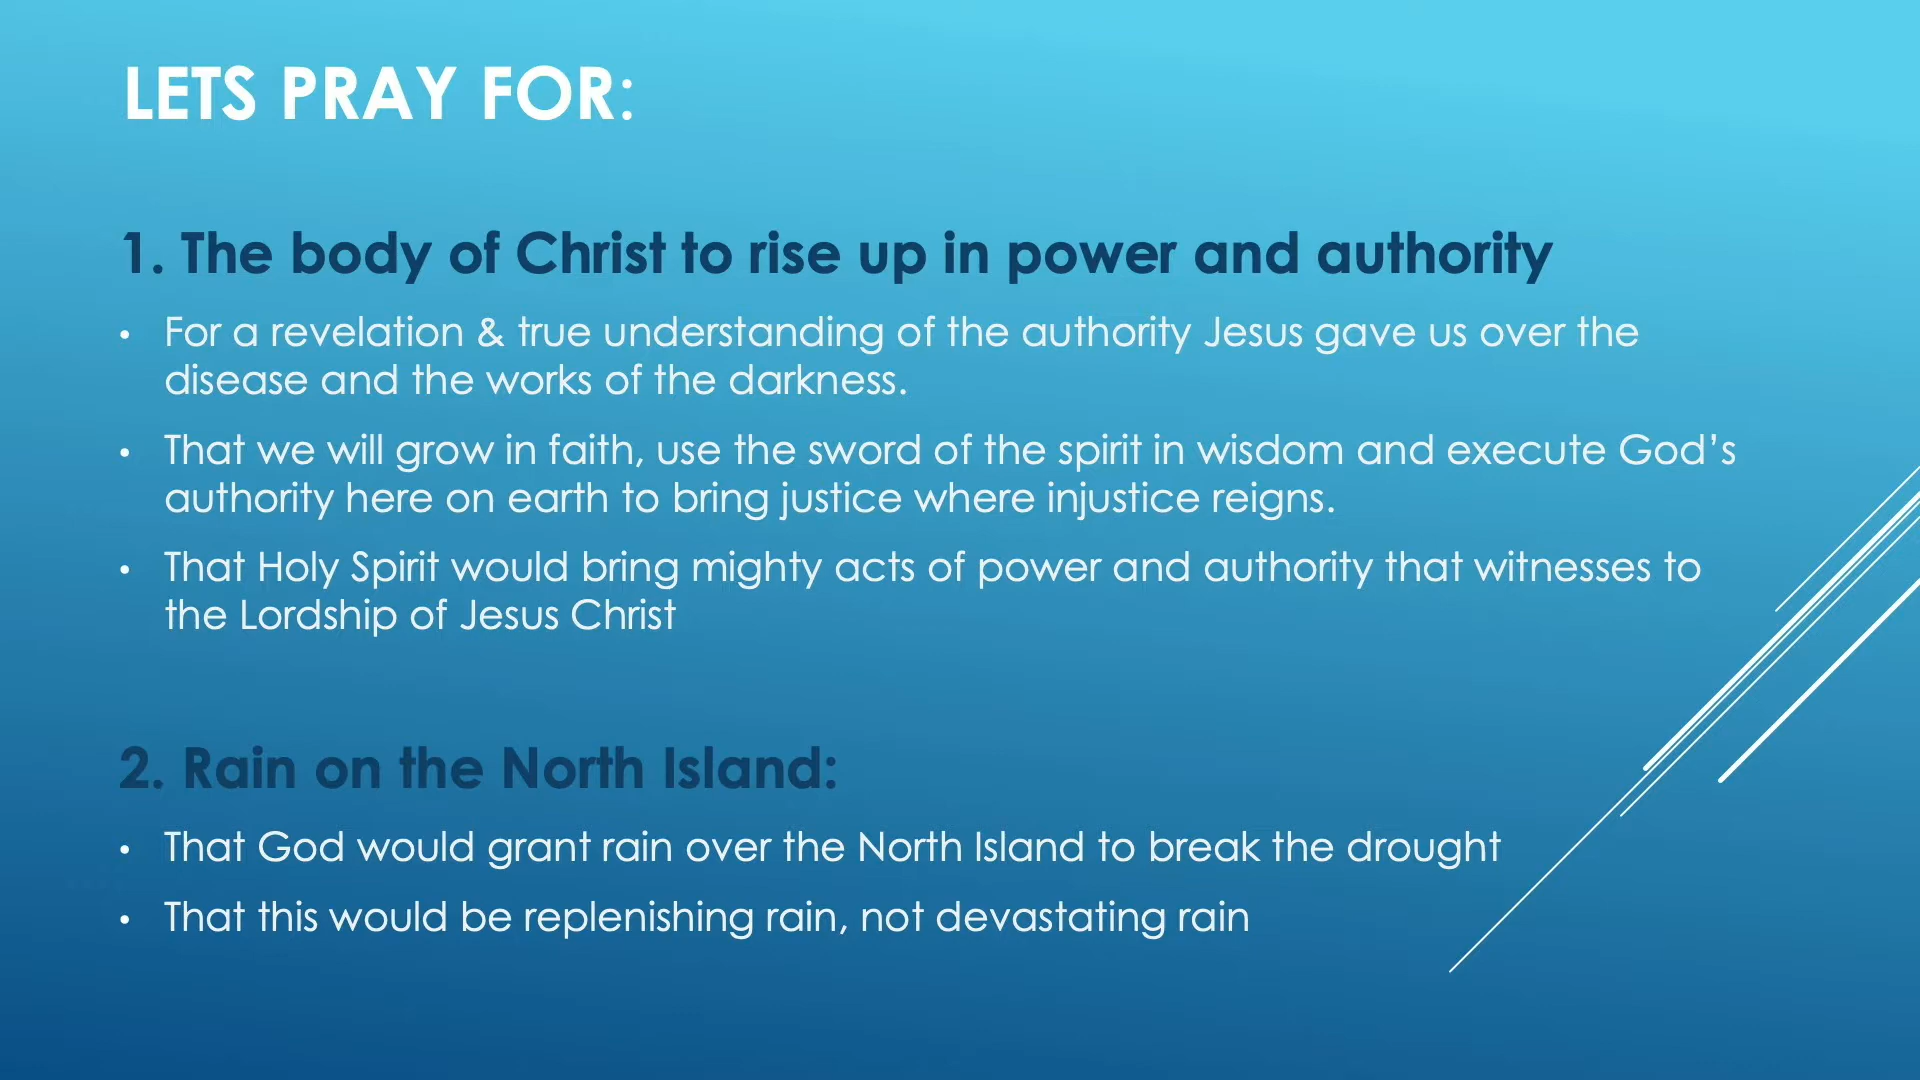 LETS PRAY FOR:
1. The body of Christ to rise up in power and authority
• For a revelation & true understanding of the authority Jesus gave us over the
disease and the works of the darkness.
• That we will grow in faith, use the sword of the spirit in wisdom and execute God’s
authority here on earth to bring justice where injustice reigns.
• That Holy Spirit would bring mighty acts of power and authority that witnesses to
the Lordship of Jesus Christ
2. Rain on the North Island:
• That God would grant rain over the North Island to break the drought
• That this would be replenishing rain, not devastating rain